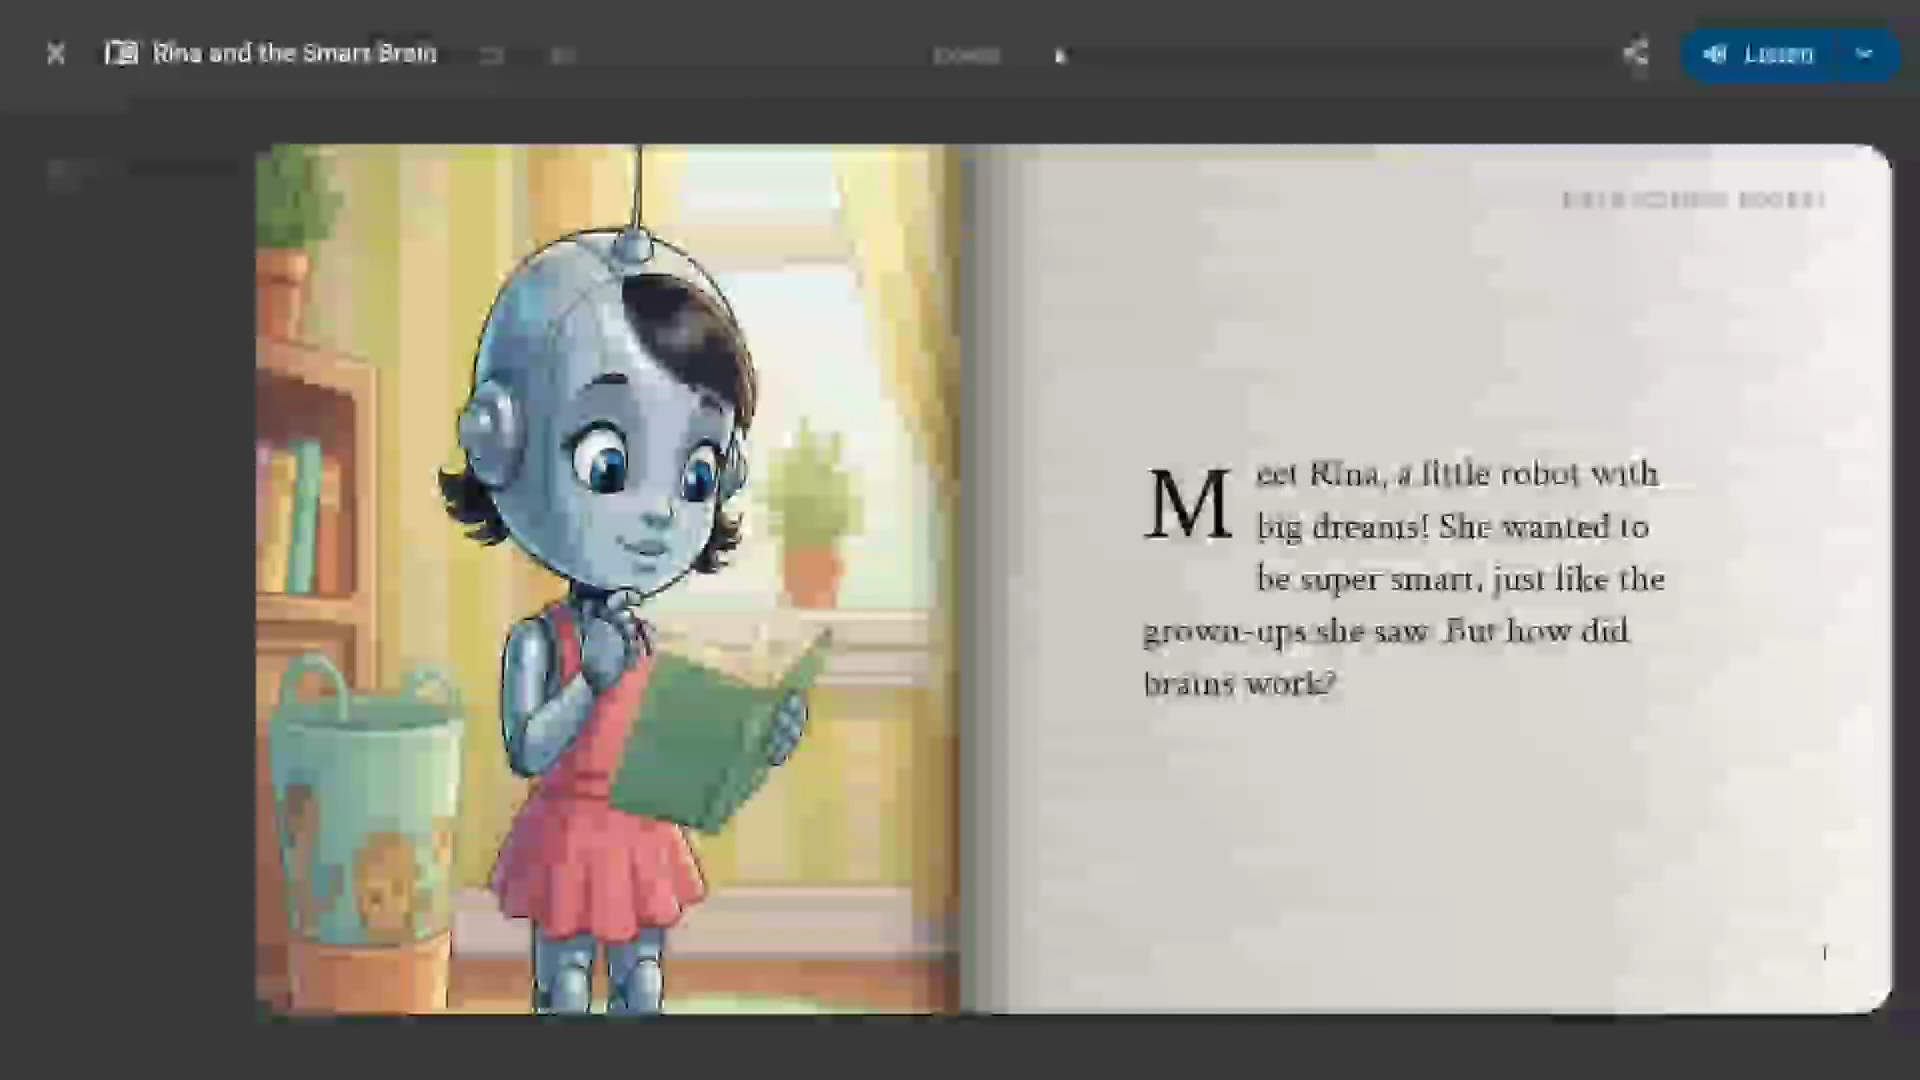 Rina and the Smart Brain
Listen
Meet Rina, a little robot with
big dreams! She wanted to
be super smart, just like the
grown-ups she saw. But how did
brains work?
1